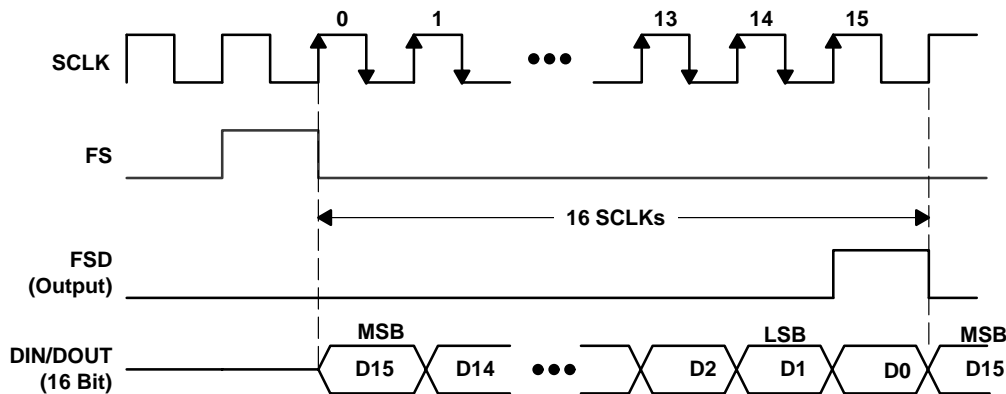 0 1 13 14 15
SCLK
FS
16 SCLKs
FSD
(Output)
MSB LSB MSB
DIN/DOUT
(16 Bit)
D15 D14 D2 D1 D0 D15